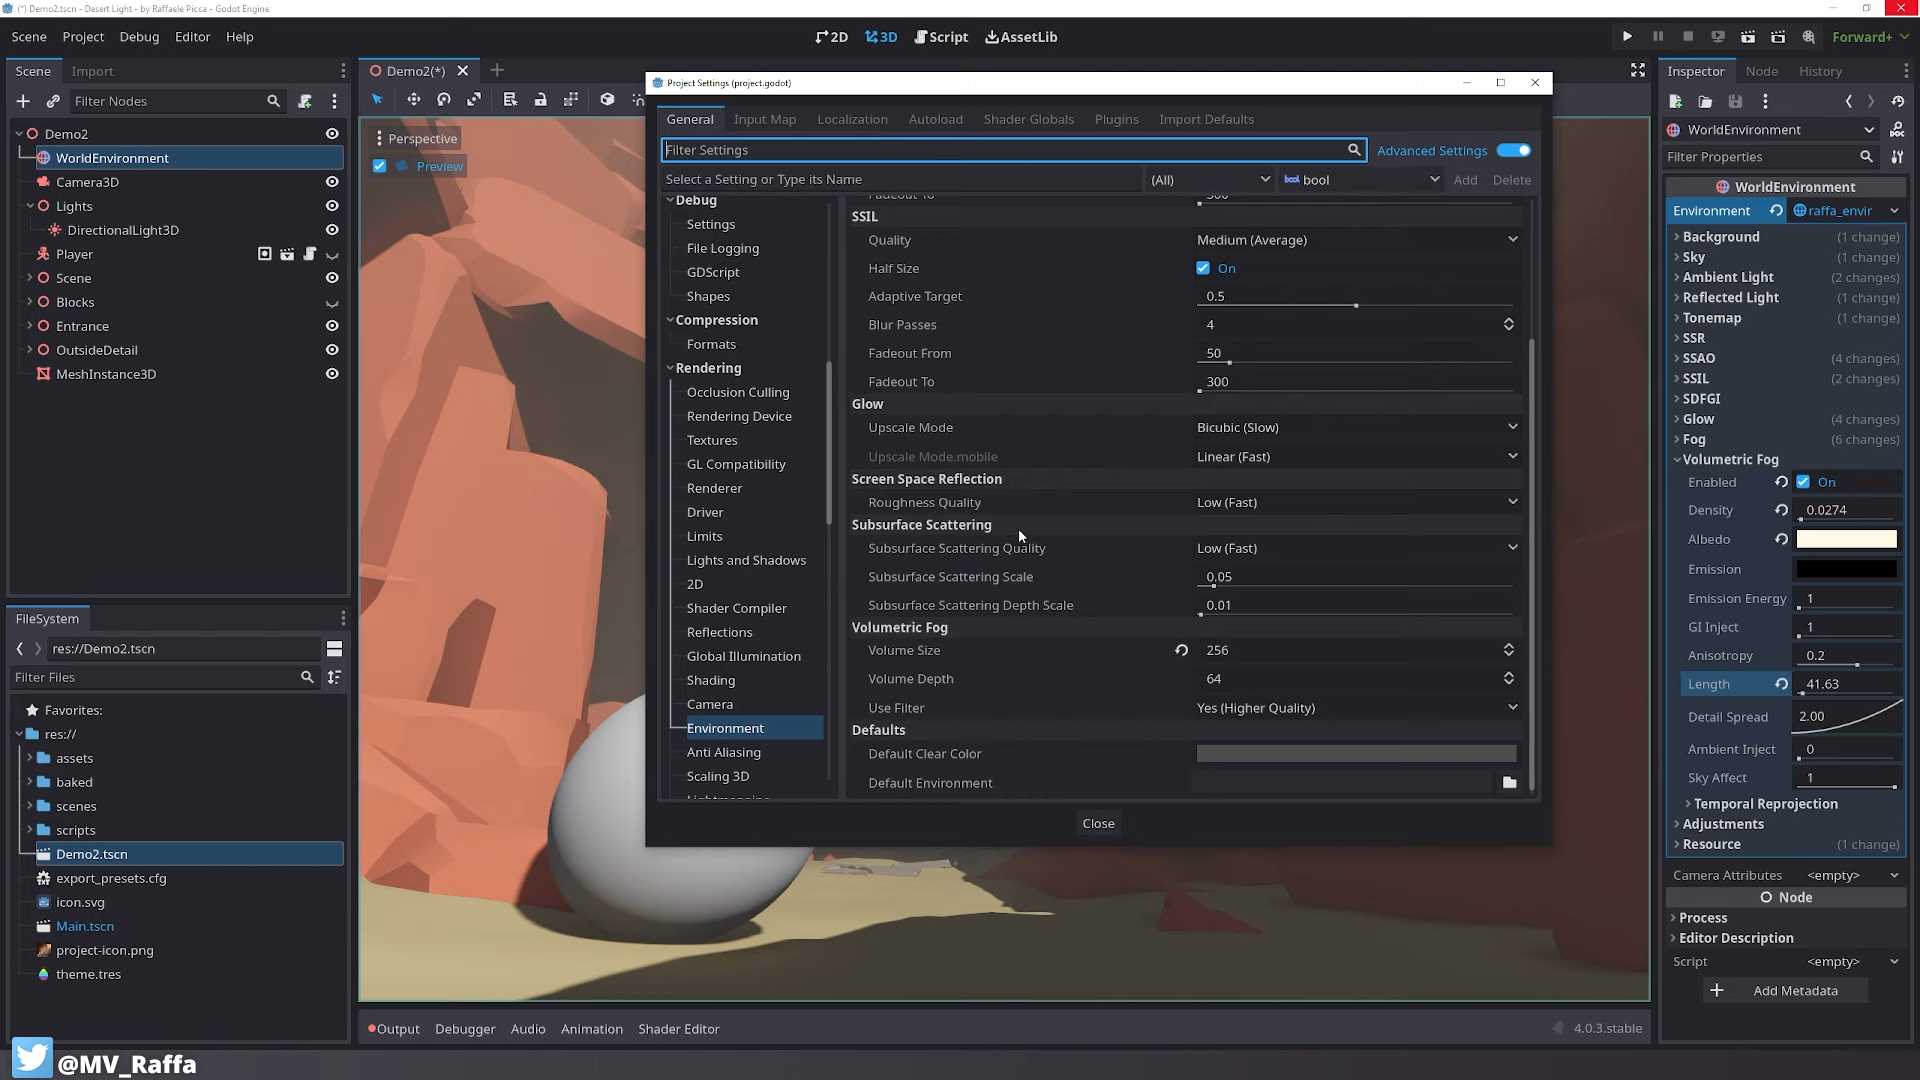 (*) Demo2.tscn - Desert Light - by Raffaele Picca - Godot Engine
Scene Project Debug Editor Help
2D 3D Script AssetLib
Forward+
Scene Import
Filter Nodes
Demo2
WorldEnvironment
Camera3D
Lights
DirectionalLight3D
Player
Scene
Blocks
Entrance
OutsideDetail
MeshInstance3D
FileSystem
res://Demo2.tscn
Filter Files
Favorites:
res://
assets
baked
scenes
scripts
Demo2.tscn
export_presets.cfg
icon.svg
Main.tscn
project-icon.png
theme.tres
@MV_Raffa
Demo2(*)
Perspective
Preview
Project Settings (project.godot)
General Input Map Localization Autoload Shader Globals Plugins Import Defaults
Filter Settings
Advanced Settings
Select a Setting or Type its Name (All) bool bool Add Delete
Debug
Settings
File Logging
GDScript
Shapes
Compression
Formats
Rendering
Occlusion Culling
Rendering Device
Textures
GL Compatibility
Renderer
Driver
Limits
Lights and Shadows
2D
Shader Compiler
Reflections
Global Illumination
Shading
Camera
Environment
Anti Aliasing
Scaling 3D
SSIL
Quality Medium (Average)
Half Size On
Adaptive Target 0.5
Blur Passes 4
Fadeout From 50
Fadeout To 300
Glow
Upscale Mode Bicubic (Slow)
Upscale Mode.mobile Linear (Fast)
Screen Space Reflection
Roughness Quality Low (Fast)
Subsurface Scattering
Subsurface Scattering Quality Low (Fast)
Subsurface Scattering Scale 0.05
Subsurface Scattering Depth Scale 0.01
Volumetric Fog
Volume Size 256
Volume Depth 64
Use Filter Yes (Higher Quality)
Defaults
Default Clear Color
Default Environment
Close
Output Debugger Audio Animation Shader Editor
4.0.3.stable
Inspector Node History
WorldEnvironment
Filter Properties
WorldEnvironment
Environment raffa_envir
Background (1 change)
Sky (1 change)
Ambient Light (2 changes)
Reflected Light (1 change)
Tonemap (1 change)
SSR
SSAO (4 changes)
SSIL (2 changes)
SDFGI
Glow (4 changes)
Fog (6 changes)
Volumetric Fog
Enabled On
Density 0.0274
Albedo
Emission
Emission Energy 1
GI Inject 1
Anisotropy 0.2
Length 41.63
Detail Spread 2.00
Ambient Inject 0
Sky Affect 1
Temporal Reprojection
Adjustments
Resource (1 change)
Camera Attributes <empty>
Node
Process
Editor Description
Script <empty>
Add Metadata